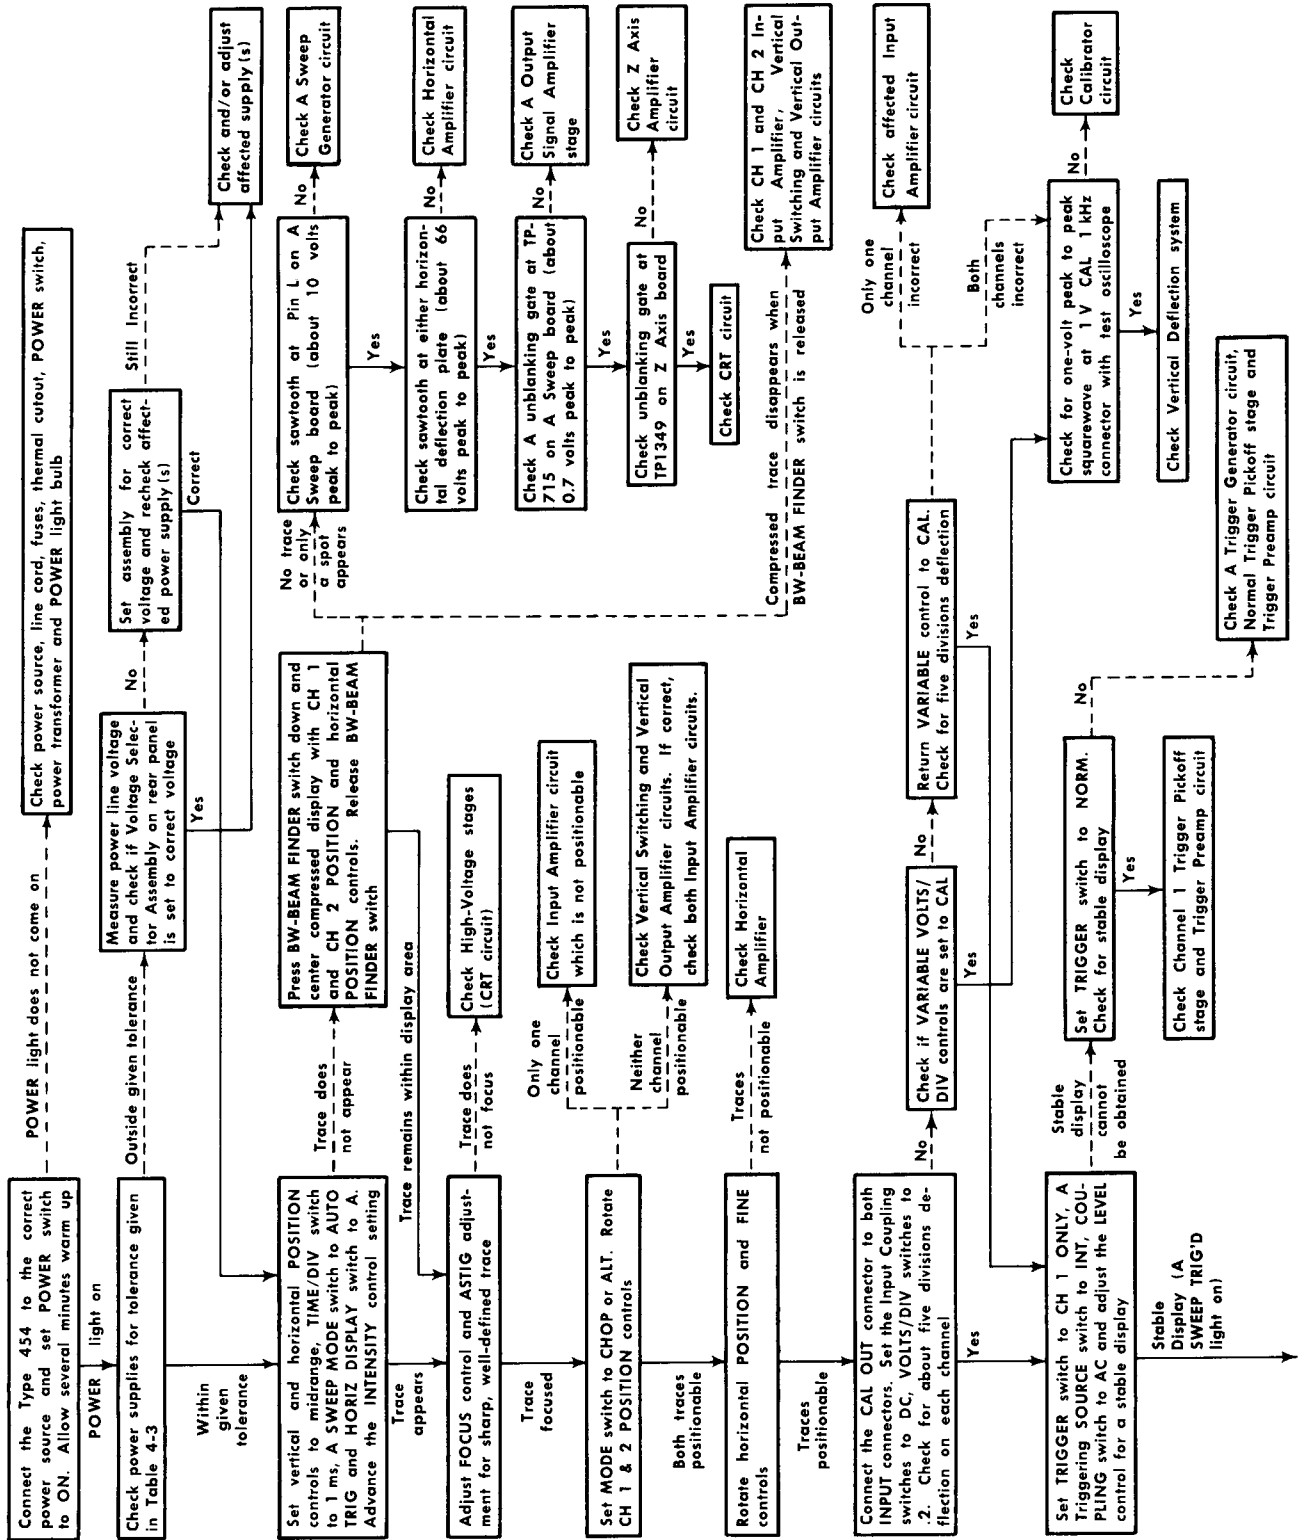 Connect the Type 454 to the correct
power source and set POWER switch
to ON. Allow several minutes warm up
POWER light does not come on
Check power source, line cord, fuses, thermal cutout, POWER switch,
power transformer and POWER light bulb
POWER light on
Check power supplies for tolerance given
in Table 4-3
Outside given tolerance
Measure power line voltage
and check if Voltage Selec-
tor Assembly on rear panel
is set to correct voltage
No
Set assembly for correct
voltage and recheck affect-
ed power supply(s)
Still Incorrect
Check and/or adjust
affected supply(s)
Yes
Correct
Within
given
tolerance
Set vertical and horizontal POSITION
controls to midrange, TIME/DIV switch
to 1 ms, A SWEEP MODE switch to AUTO
TRIG and HORIZ DISPLAY switch to A.
Advance the INTENSITY control setting
Trace does
not appear
Press BW-BEAM FINDER switch down and
center compressed display with CH 1
and CH 2 POSITION and horizontal
POSITION controls. Release BW-BEAM
FINDER switch
No trace
or only
a spot
appears
Check sawtooth at Pin L on A
Sweep board (about 10 volts
peak to peak)
No
Check A Sweep
Generator circuit
Yes
Check sawtooth at either horizon-
tal deflection plate (about 66
volts peak to peak)
No
Check Horizontal
Amplifier circuit
Yes
Check A unblanking gate at TP-
715 on A Sweep board (about
0.7 volts peak to peak)
No
Check A Output
Signal Amplifier
stage
Yes
Check unblanking gate at
TP1349 on Z Axis board
No
Check Z Axis
Amplifier
circuit
Yes
Check CRT circuit
Compressed trace disappears when
BW-BEAM FINDER switch is released
Check CH 1 and CH 2 In-
put Amplifier, Vertical
Switching and Vertical Out-
put Amplifier circuits
Trace
appears
Trace remains within display area
Adjust FOCUS control and ASTIG adjust-
ment for sharp, well-defined trace
Trace does
not focus
Check High-Voltage stages
(CRT circuit)
Trace
focused
Set MODE switch to CHOP or ALT. Rotate
CH 1 & 2 POSITION controls
Only one
channel
positionable
Check Input Amplifier circuit
which is not positionable
Neither
channel
positionable
Check Vertical Switching and Vertical
Output Amplifier circuits. If correct,
check both Input Amplifier circuits.
Both traces
positionable
Rotate horizontal POSITION and FINE
controls
Traces
not positionable
Check Horizontal
Amplifier
Traces
positionable
Connect the CAL OUT connector to both
INPUT connectors. Set the Input Coupling
switches to DC, VOLTS/DIV switches to
.2. Check for about five divisions de-
flection on each channel
No
Check if VARIABLE VOLTS/
DIV controls are set to CAL
No
Return VARIABLE control to CAL.
Check for five divisions deflection
Only one
channel
incorrect
Check affected Input
Amplifier circuit
Both
channels
incorrect
Yes
Yes
Check for one-volt peak to peak
squarewave at 1 V CAL 1 kHz
connector with test oscilloscope
No
Check
Calibrator
circuit
Yes
Check Vertical Deflection system
Yes
Set TRIGGER switch to CH 1 ONLY, A
Triggering SOURCE switch to INT, COU-
PLING switch to AC and adjust the LEVEL
control for a stable display
Stable
display
cannot
be obtained
Set TRIGGER switch to NORM.
Check for stable display
No
Check A Trigger Generator circuit,
Normal Trigger Pickoff stage and
Trigger Preamp circuit
Yes
Check Channel 1 Trigger Pickoff
stage and Trigger Preamp circuit
Stable
Display (A
SWEEP TRIG'D
light on)